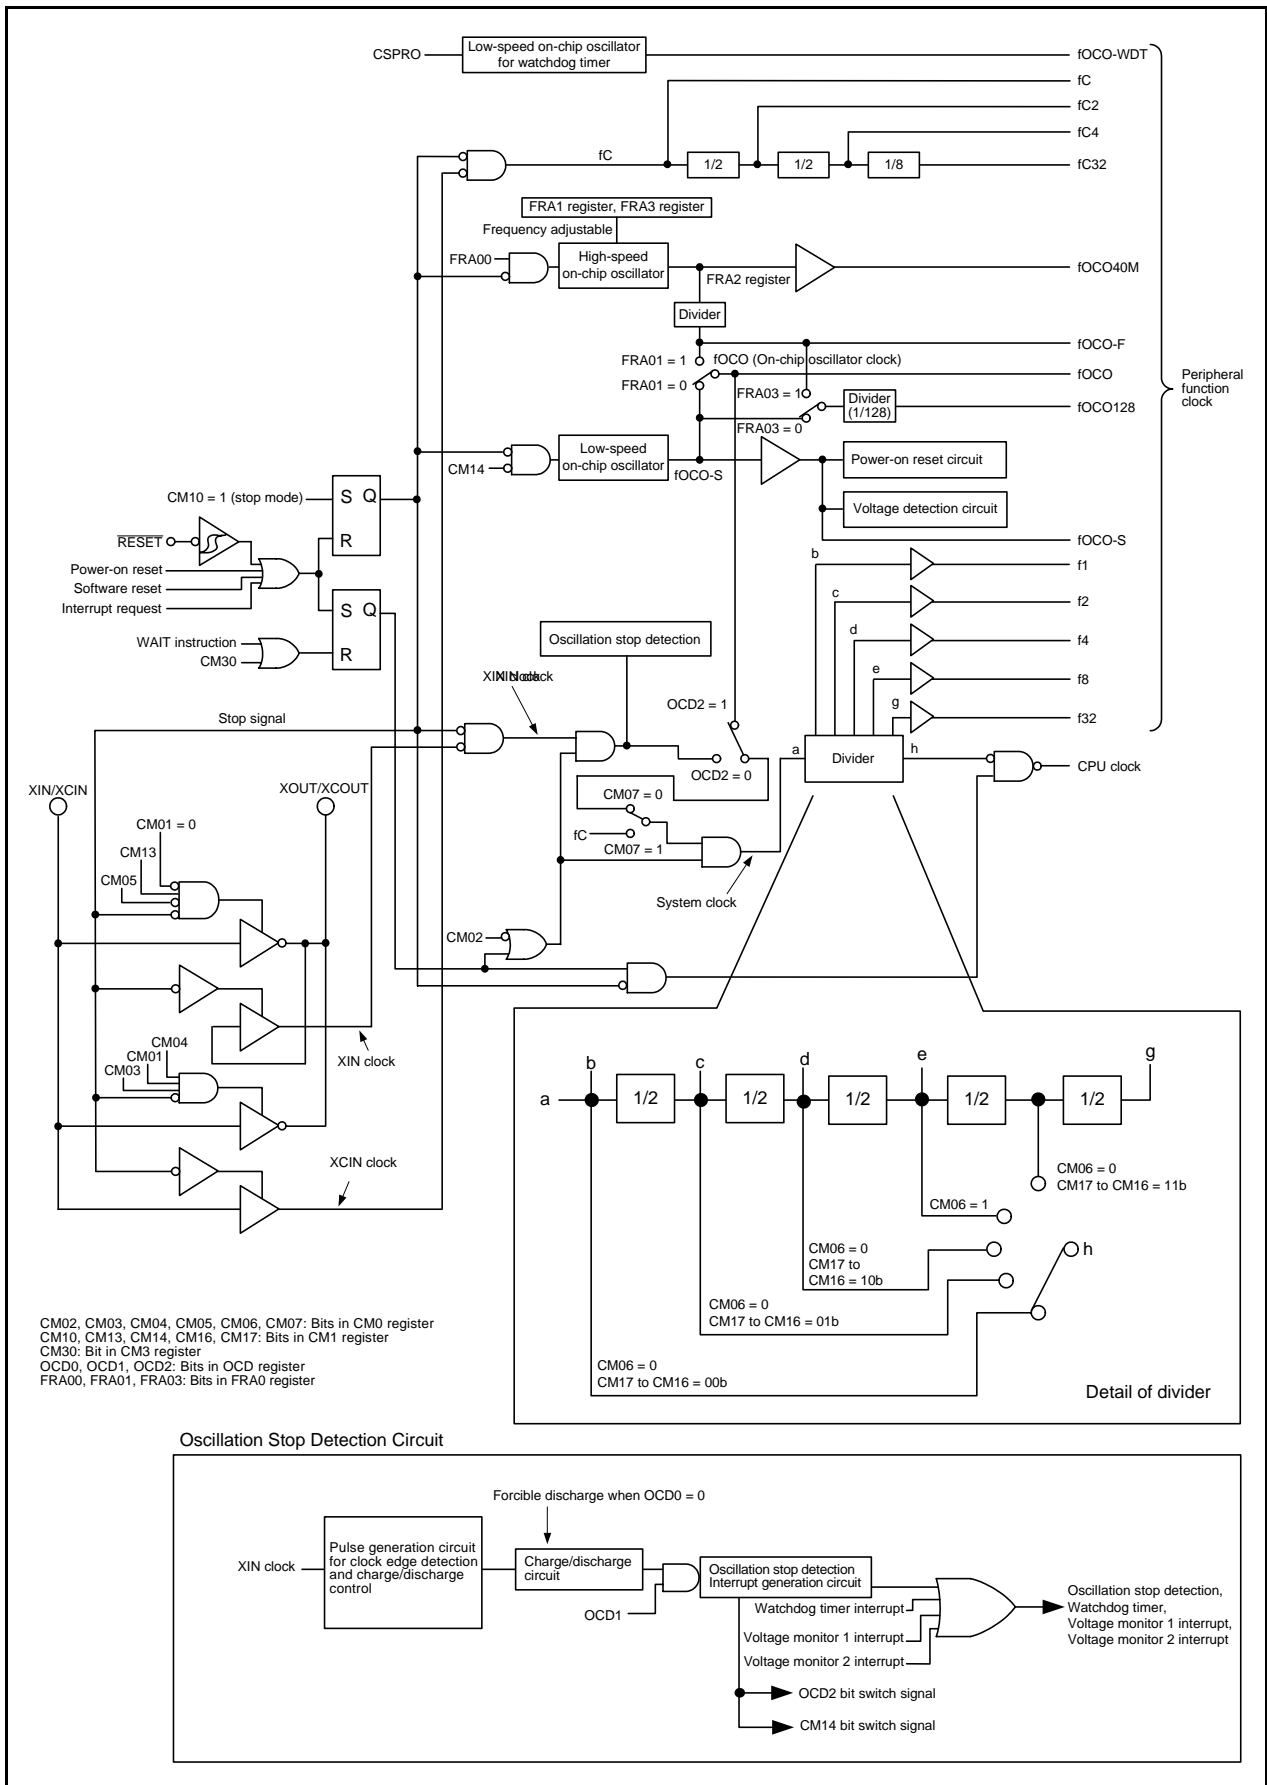 CSPRO
Low-speed on-chip oscillator
for watchdog timer
fOCO-WDT
fC
fC2
fC4
fC
1/2
1/2
1/8
fC32
FRA1 register, FRA3 register
Frequency adjustable
FRA00
High-speed
on-chip oscillator
FRA2 register
fOCO40M
Divider
fOCO-F
FRA01 = 1
fOCO (On-chip oscillator clock)
fOCO
FRA01 = 0
FRA03 = 1
Divider
(1/128)
fOCO128
FRA03 = 0
Peripheral
function
clock
Low-speed
on-chip oscillator
CM14
fOCO-S
Power-on reset circuit
Voltage detection circuit
fOCO-S
CM10 = 1 (stop mode)
S Q
R
RESET
Power-on reset
Software reset
Interrupt request
S Q
R
WAIT instruction
CM30
b
f1
c
f2
d
f4
e
f8
g
f32
Oscillation stop detection
XIN clock
Stop signal
OCD2 = 1
OCD2 = 0
a
Divider
h
CPU clock
CM07 = 0
fC
CM07 = 1
System clock
XIN/XCIN
XOUT/XCOUT
CM01 = 0
CM13
CM05
CM02
XIN clock
CM04
CM01
CM03
XCIN clock
a
b
1/2
c
1/2
d
1/2
e
1/2
1/2
g
CM06 = 0
CM17 to CM16 = 11b
CM06 = 1
CM06 = 0
CM17 to
CM16 = 10b
h
CM06 = 0
CM17 to CM16 = 01b
CM06 = 0
CM17 to CM16 = 00b
Detail of divider
CM02, CM03, CM04, CM05, CM06, CM07: Bits in CM0 register
CM10, CM13, CM14, CM16, CM17: Bits in CM1 register
CM30: Bit in CM3 register
OCD0, OCD1, OCD2: Bits in OCD register
FRA00, FRA01, FRA03: Bits in FRA0 register
Oscillation Stop Detection Circuit
Forcible discharge when OCD0 = 0
XIN clock
Pulse generation circuit
for clock edge detection
and charge/discharge
control
Charge/discharge
circuit
OCD1
Oscillation stop detection
Interrupt generation circuit
Watchdog timer interrupt
Voltage monitor 1 interrupt
Voltage monitor 2 interrupt
Oscillation stop detection,
Watchdog timer,
Voltage monitor 1 interrupt,
Voltage monitor 2 interrupt
OCD2 bit switch signal
CM14 bit switch signal